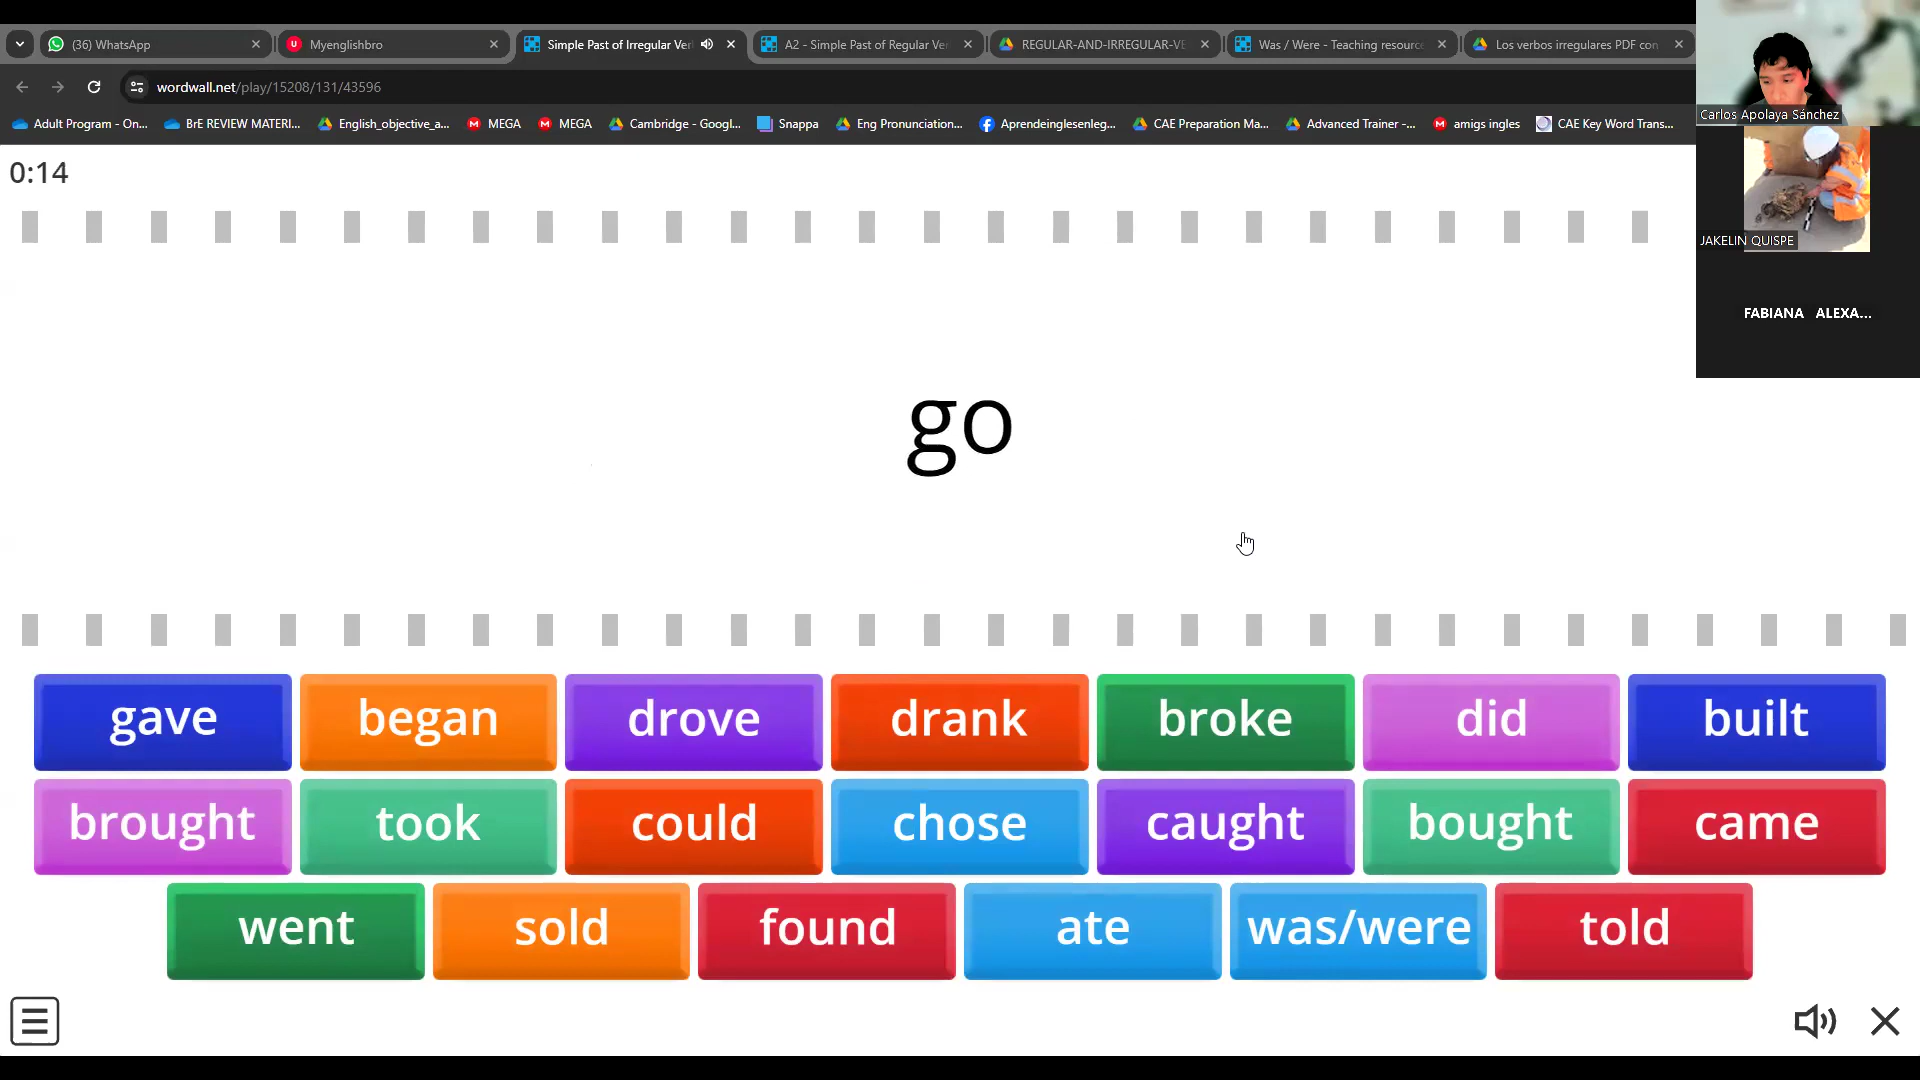 (36) WhatsApp
Myenglishbro
Simple Past of Irregular Ver
A2 - Simple Past of Regular Ver
REGULAR-AND-IRREGULAR-VE
Was / Were - Teaching resource
Los verbos irregulares PDF con
wordwall.net/play/15208/131/43596
Adult Program - On...
BrE REVIEW MATERI...
English_objective_a...
MEGA
MEGA
Cambridge - Googl...
Snappa
Eng Pronunciation...
Aprendeinglesenleg...
CAE Preparation Ma...
Advanced Trainer -...
amigs ingles
CAE Key Word Trans...
Carlos Apolaya Sánchez
JAKELIN QUISPE
FABIANA ALEXA...
0:14
go
gave began drove drank broke did built
brought took could chose caught bought came
went sold found ate was/were told